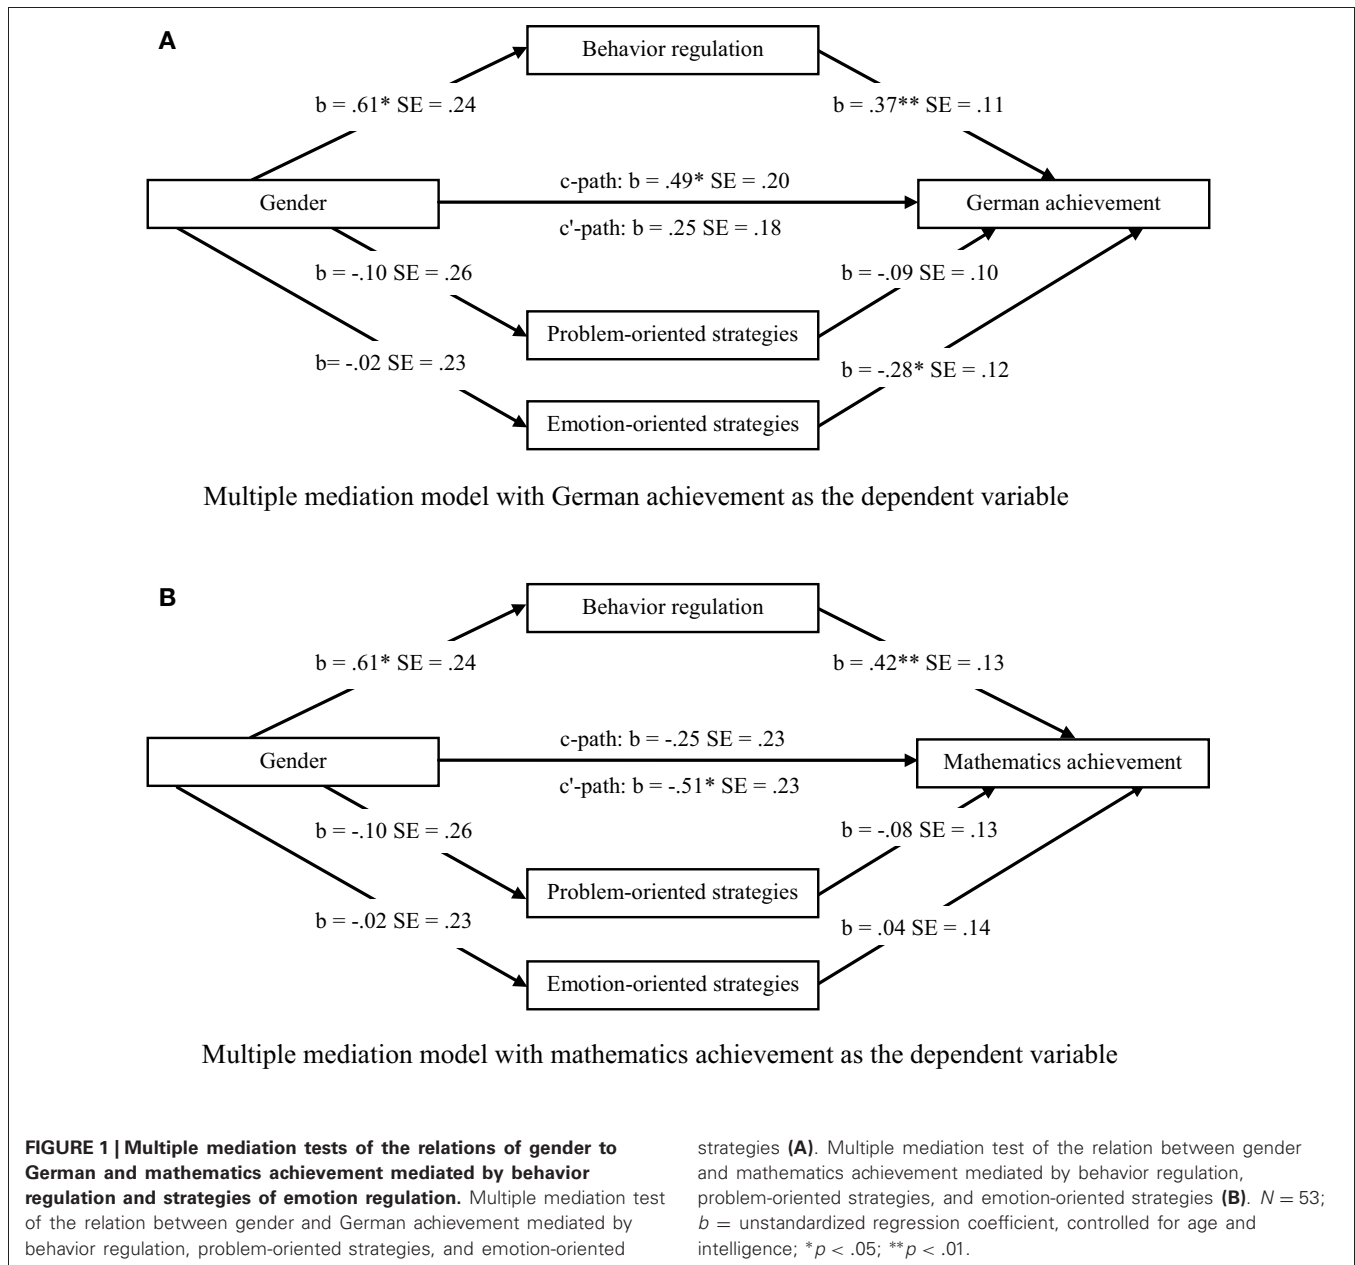 A
Behavior regulation
b = .61* SE = .24
b = .37** SE = .11
c-path: b = .49* SE = .20
Gender
German achievement
c'-path: b = .25 SE = .18
b = -.10 SE = .26
b = -.09 SE = .10
Problem-oriented strategies
b= -.02 SE = .23
b = -.28* SE = .12
Emotion-oriented strategies
Multiple mediation model with German achievement as the dependent variable
B
Behavior regulation
b = .61* SE = .24
b = .42** SE = .13
c-path: b = -.25 SE = .23
Gender
Mathematics achievement
c'-path: b = -.51* SE = .23
b = -.10 SE = .26
b = -.08 SE = .13
Problem-oriented strategies
b = -.02 SE = .23
b = .04 SE = .14
Emotion-oriented strategies
Multiple mediation model with mathematics achievement as the dependent variable
FIGURE 1 | Multiple mediation tests of the relations of gender to
German and mathematics achievement mediated by behavior
regulation and strategies of emotion regulation. Multiple mediation test
of the relation between gender and German achievement mediated by
behavior regulation, problem-oriented strategies, and emotion-oriented
strategies (A). Multiple mediation test of the relation between gender
and mathematics achievement mediated by behavior regulation,
problem-oriented strategies, and emotion-oriented strategies (B). N = 53;
b = unstandardized regression coefficient, controlled for age and
intelligence; *p < .05; **p < .01.